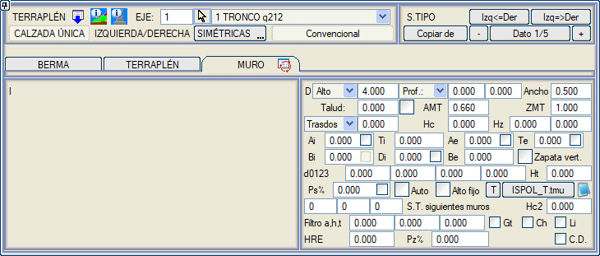 TERRAPLÉN EJE: 1 1 TRONCO q212 S.TIPO Izq<=Der Izq=>Der
CALZADA ÚNICA IZQUIERDA/DERECHA SIMÉTRICAS ... Convencional Copiar de - Dato 1/5 +
BERMA TERRAPLÉN MURO
D Alto 4.000 Prof.: 0.000 0.000 Ancho 0.500
Talud: 0.000 AMT 0.660 ZMT 1.000
Trasdos 0.000 Hc 0.000 Hz 0.000 0.000
Ai 0.000 Ti 0.000 Ae 0.000 Te 0.000
Bi 0.000 Di 0.000 Be 0.000 Zapata vert.
d0123 0.000 0.000 0.000 0.000 Ht 0.000
Ps% 0.000 Auto Alto fijo T ISPOL_T.tmu
0 0 0 S.T. siguientes muros Hc2 0.000
Filtro a,h,t 0.000 0.000 0.000 Gt Ch Li
HRE 0.000 Pz% 0.000 C.D.